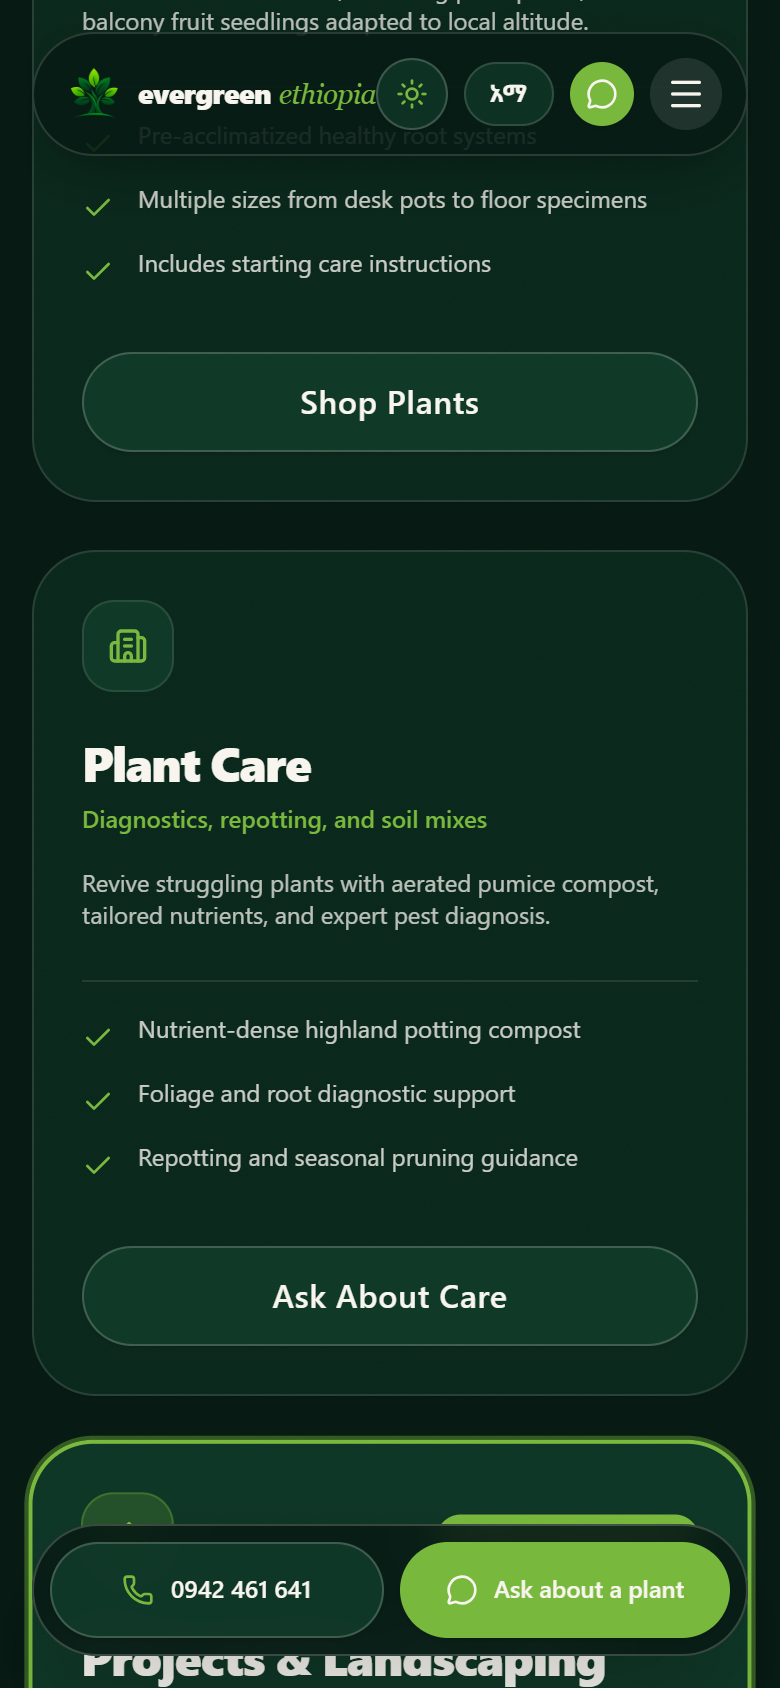 balcony fruit seedlings adapted to local altitude.
evergreen ethiopia
አማ
Pre-acclimatized healthy root systems
Multiple sizes from desk pots to floor specimens
Includes starting care instructions
Shop Plants
Plant Care
Diagnostics, repotting, and soil mixes
Revive struggling plants with aerated pumice compost,
tailored nutrients, and expert pest diagnosis.
Nutrient-dense highland potting compost
Foliage and root diagnostic support
Repotting and seasonal pruning guidance
Ask About Care
0942 461 641
Ask about a plant
Projects & Landscaping